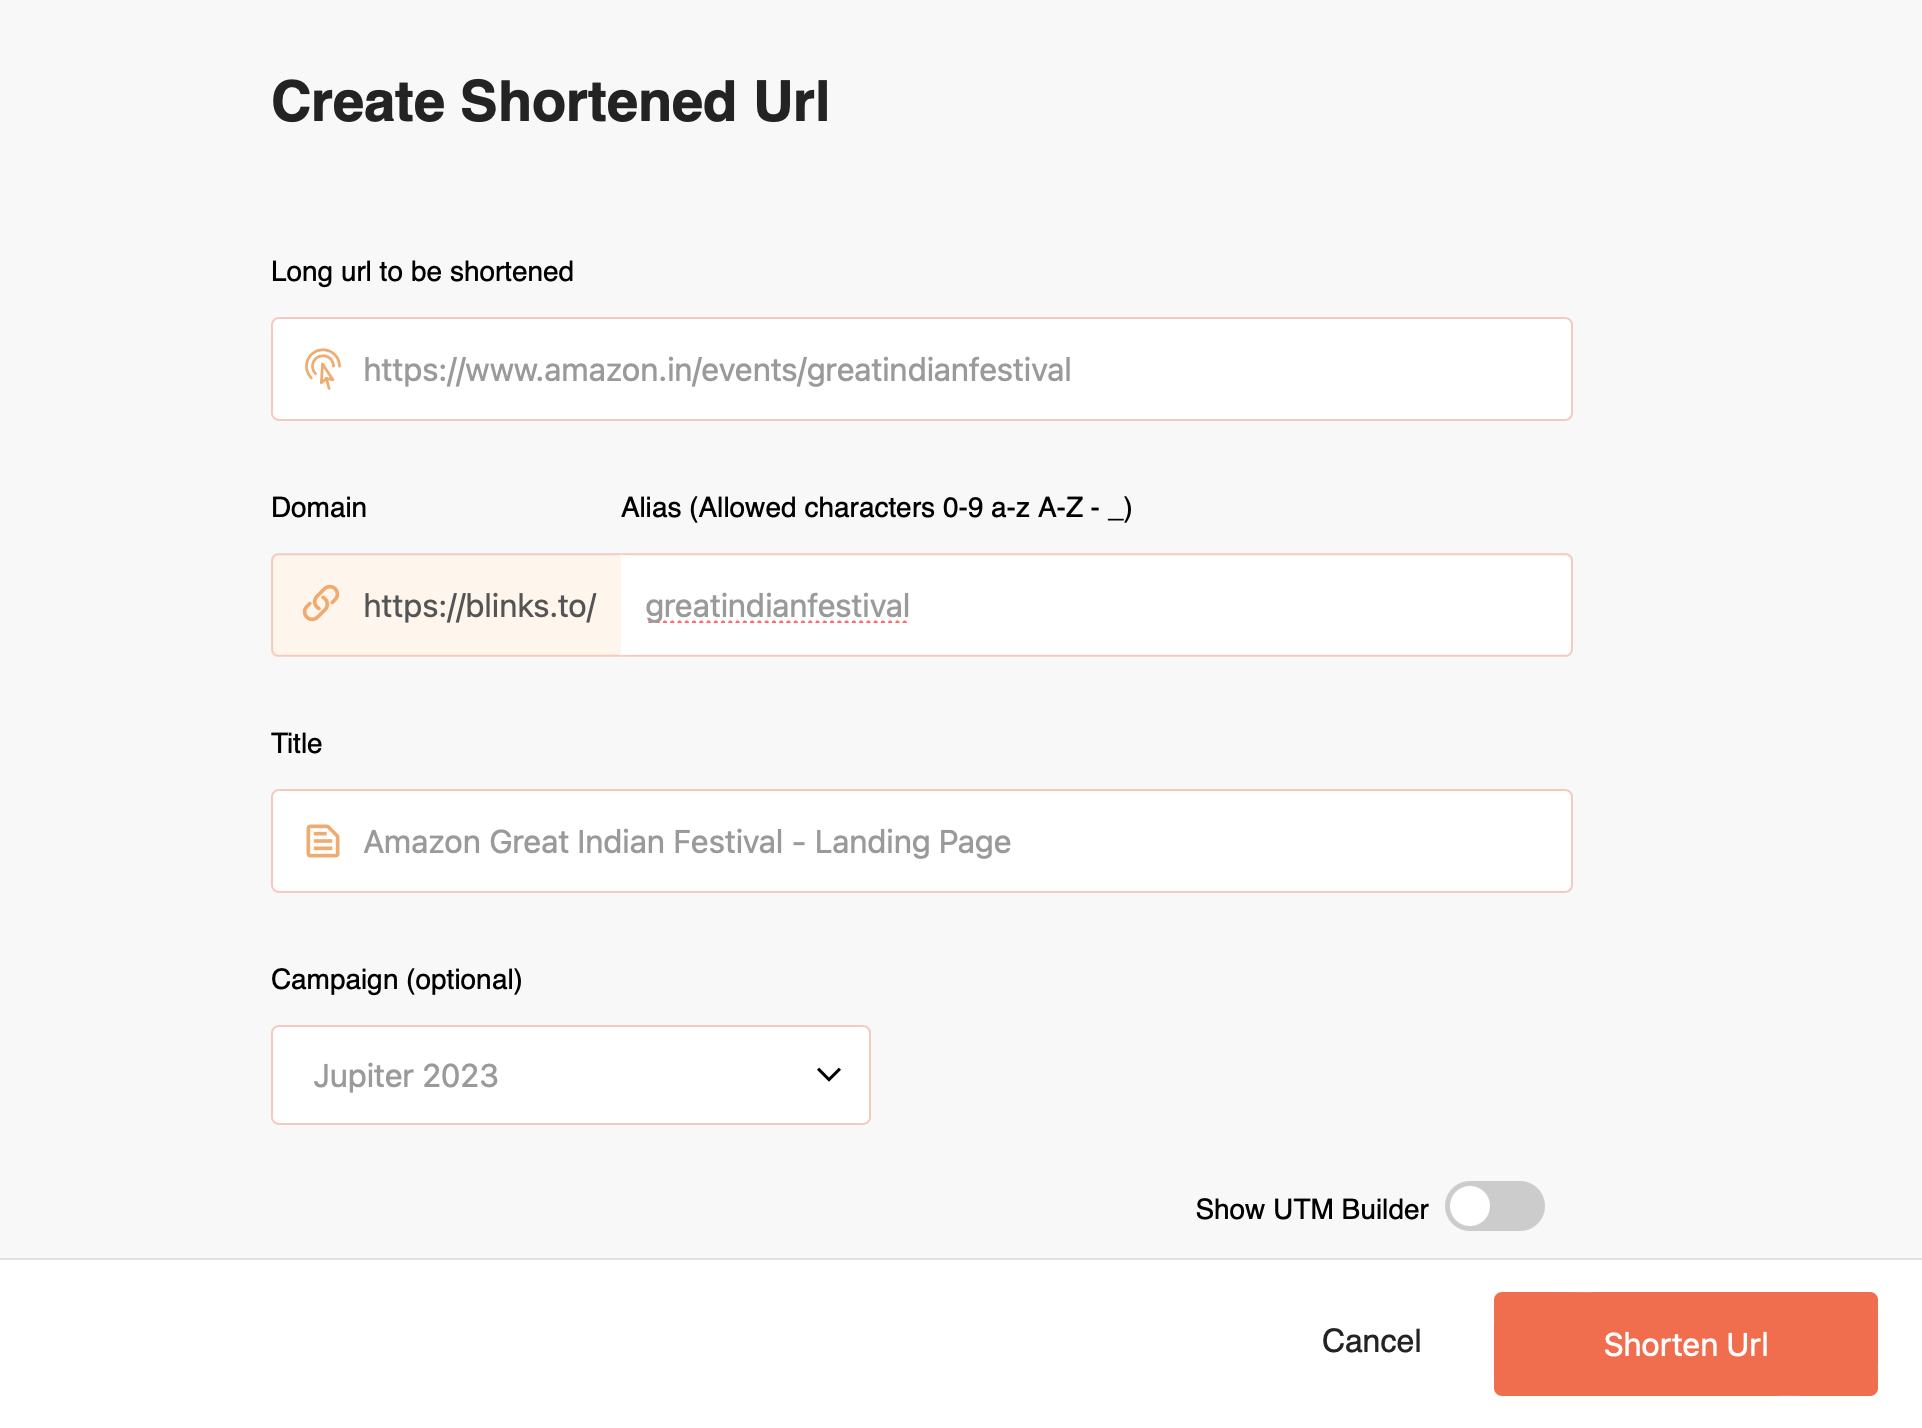 Create Shortened Url
Long url to be shortened
https://www.amazon.in/events/greatindianfestival
Domain
Alias (Allowed characters 0-9 a-z A-Z - _)
https://blinks.to/
greatindianfestival
Title
Amazon Great Indian Festival - Landing Page
Campaign (optional)
Jupiter 2023
Show UTM Builder
Cancel
Shorten Url